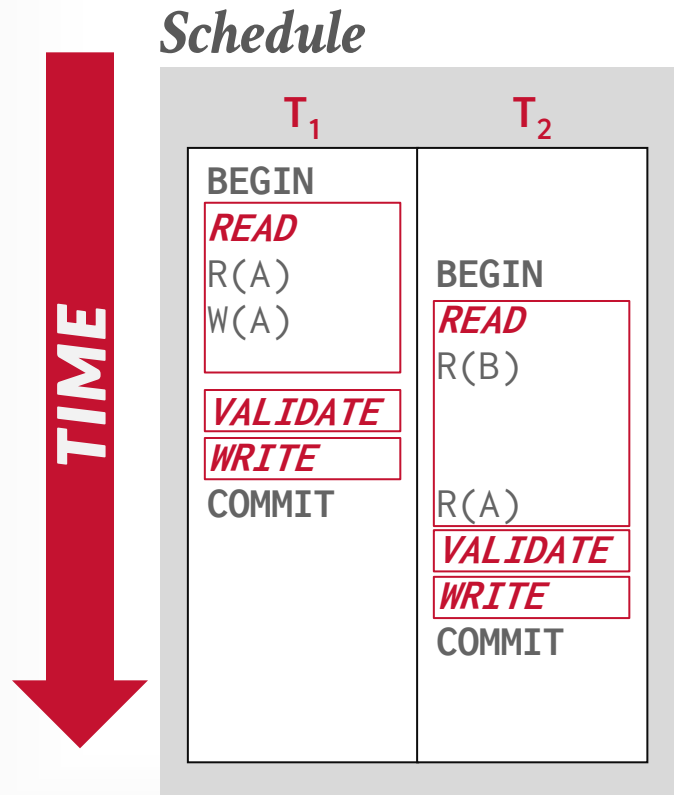 Schedule
TIME
T1
T2
BEGIN
READ
R(A)
W(A)
VALIDATE
WRITE
COMMIT
BEGIN
READ
R(B)
R(A)
VALIDATE
WRITE
COMMIT